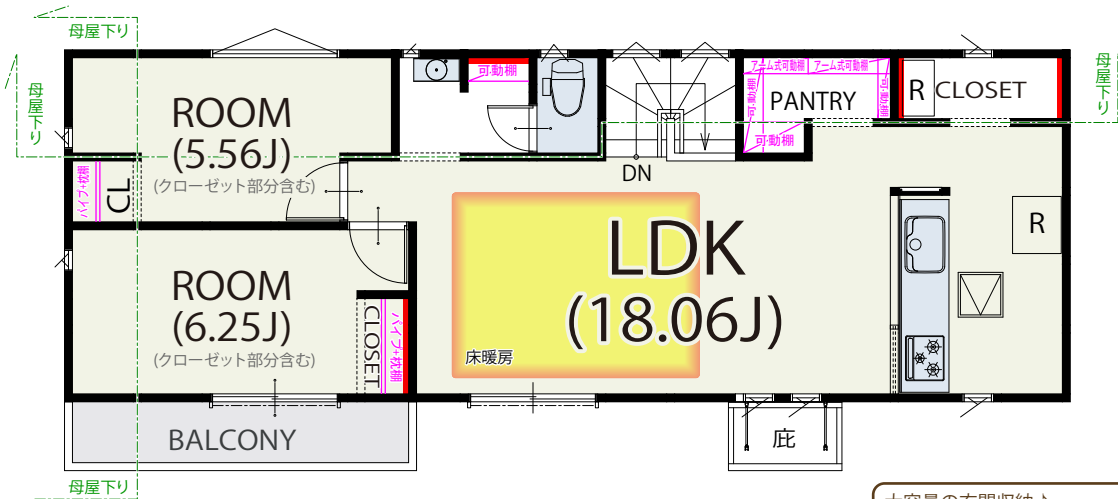 母屋下り
母屋下り
母屋下り
可動棚
アーム式可動棚
アーム式可動棚
可動棚
可動棚
PANTRY
R
CLOSET
ROOM
(5.56J)
(クローゼット部分含む)
パイプ+枕棚
CL
DN
LDK
(18.06J)
床暖房
R
ROOM
(6.25J)
(クローゼット部分含む)
CLOSET
パイプ+枕棚
BALCONY
庇
母屋下り